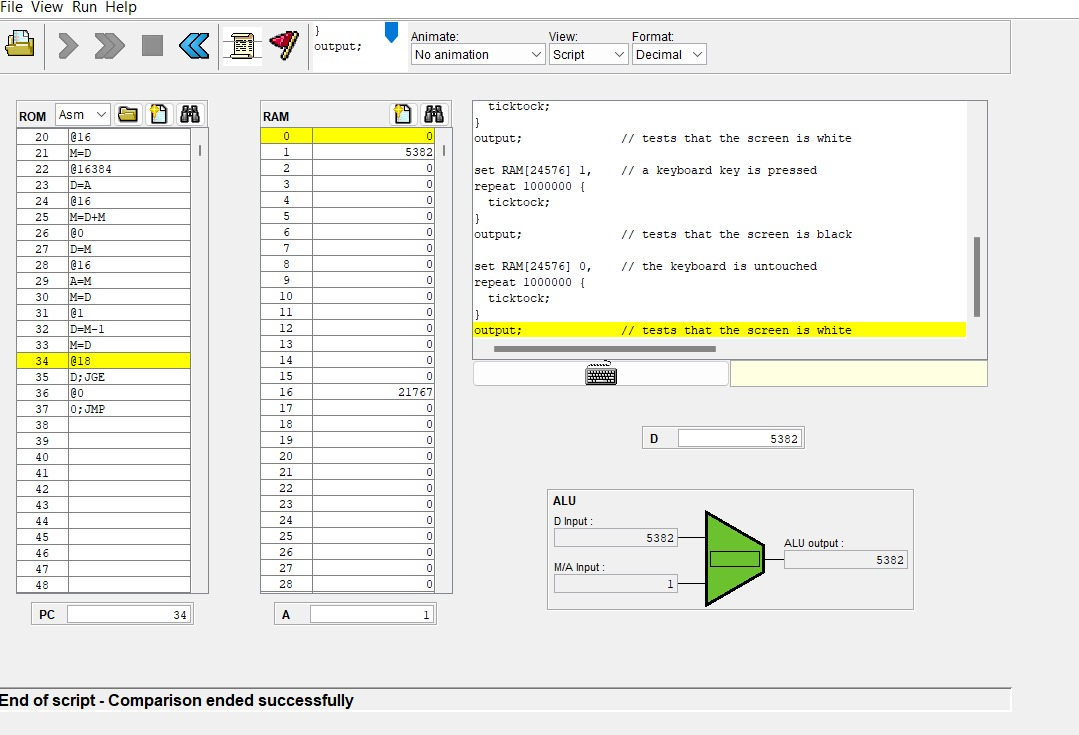 File View Run Help
}
output;
Animate:
View:
Format:
No animation
Script
Decimal
ROM Asm
20 @16
21 M=D
22 @16384
23 D=A
24 @16
25 M=D+M
26 @0
27 D=M
28 @16
29 A=M
30 M=D
31 @1
32 D=M-1
33 M=D
34 @18
35 D;JGE
36 @0
37 0;JMP
38
39
40
41
42
43
44
45
46
47
48
PC 34
RAM
0 0
1 5382
2 0
3 0
4 0
5 0
6 0
7 0
8 0
9 0
10 0
11 0
12 0
13 0
14 0
15 0
16 21767
17 0
18 0
19 0
20 0
21 0
22 0
23 0
24 0
25 0
26 0
27 0
28 0
A 1
ticktock;
}
output; // tests that the screen is white
set RAM[24576] 1, // a keyboard key is pressed
repeat 1000000 {
ticktock;
}
output; // tests that the screen is black
set RAM[24576] 0, // the keyboard is untouched
repeat 1000000 {
ticktock;
}
output; // tests that the screen is white
D 5382
ALU
D Input :
5382
M/A Input :
1
ALU output :
5382
End of script - Comparison ended successfully